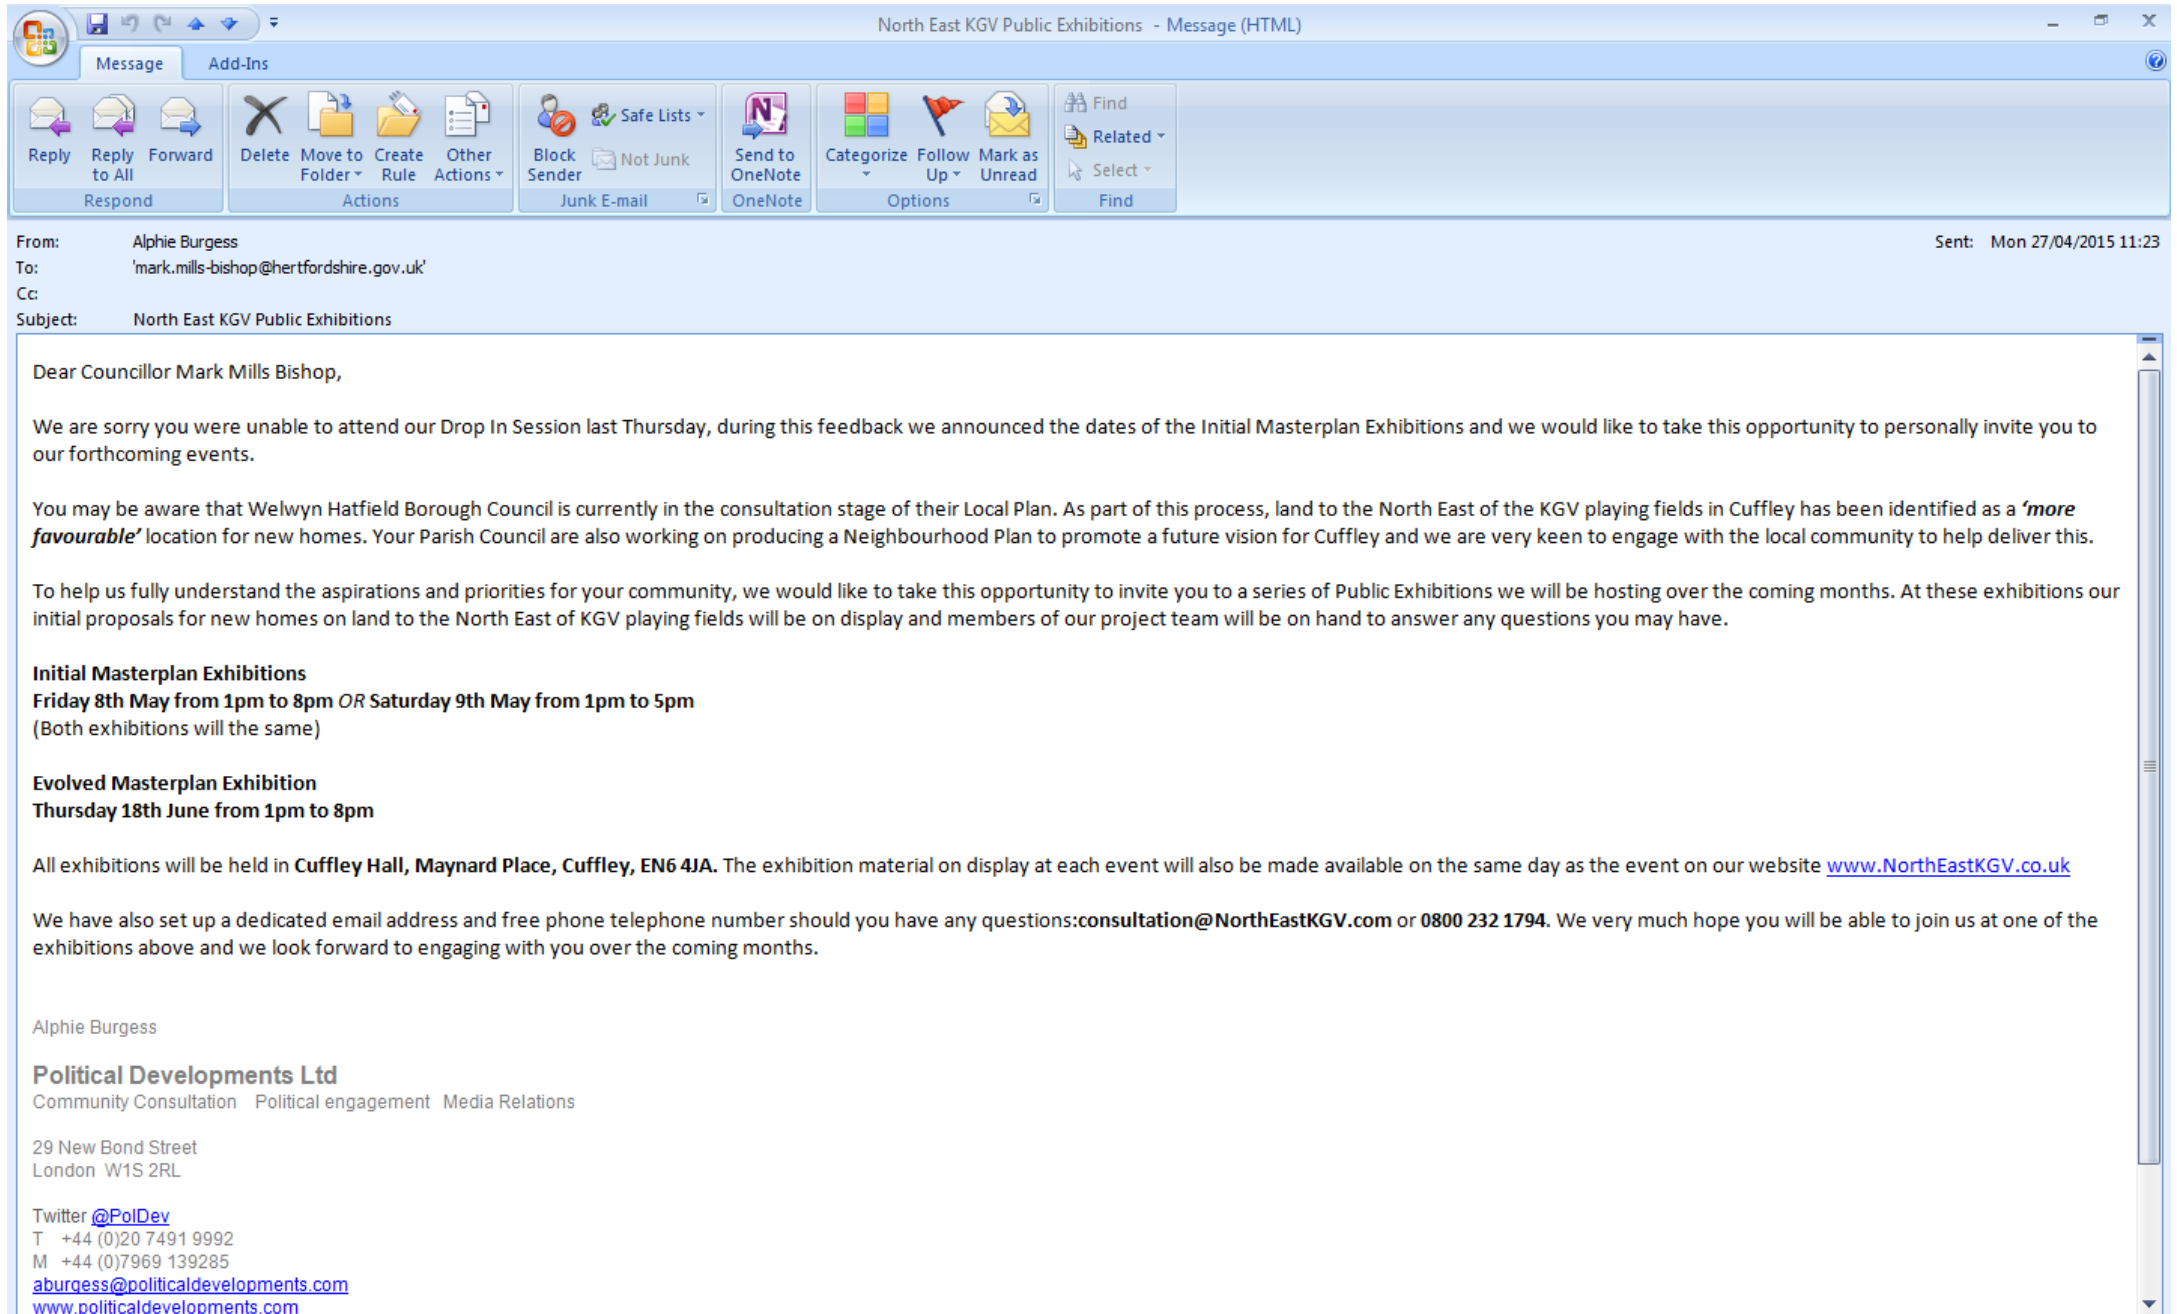 North East KGV Public Exhibitions - Message (HTML)
Message Add-Ins
Reply Reply to All Forward
Respond
Delete Move to Folder Create Rule Other Actions
Actions
Block Sender Safe Lists Not Junk
Junk E-mail
Send to OneNote
OneNote
Categorize Follow Up Mark as Unread
Options
Find Related Select
Find
From: Alphie Burgess Sent: Mon 27/04/2015 11:23
To: 'mark.mills-bishop@hertfordshire.gov.uk'
Cc:
Subject: North East KGV Public Exhibitions
Dear Councillor Mark Mills Bishop,
We are sorry you were unable to attend our Drop In Session last Thursday, during this feedback we announced the dates of the Initial Masterplan Exhibitions and we would like to take this opportunity to personally invite you to
our forthcoming events.
You may be aware that Welwyn Hatfield Borough Council is currently in the consultation stage of their Local Plan. As part of this process, land to the North East of the KGV playing fields in Cuffley has been identified as a 'more
favourable' location for new homes. Your Parish Council are also working on producing a Neighbourhood Plan to promote a future vision for Cuffley and we are very keen to engage with the local community to help deliver this.
To help us fully understand the aspirations and priorities for your community, we would like to take this opportunity to invite you to a series of Public Exhibitions we will be hosting over the coming months. At these exhibitions our
initial proposals for new homes on land to the North East of KGV playing fields will be on display and members of our project team will be on hand to answer any questions you may have.
Initial Masterplan Exhibitions
Friday 8th May from 1pm to 8pm OR Saturday 9th May from 1pm to 5pm
(Both exhibitions will the same)
Evolved Masterplan Exhibition
Thursday 18th June from 1pm to 8pm
All exhibitions will be held in Cuffley Hall, Maynard Place, Cuffley, EN6 4JA. The exhibition material on display at each event will also be made available on the same day as the event on our website www.NorthEastKGV.co.uk
We have also set up a dedicated email address and free phone telephone number should you have any questions:consultation@NorthEastKGV.com or 0800 232 1794. We very much hope you will be able to join us at one of the
exhibitions above and we look forward to engaging with you over the coming months.
Alphie Burgess
Political Developments Ltd
Community Consultation Political engagement Media Relations
29 New Bond Street
London W1S 2RL
Twitter @PolDev
T +44 (0)20 7491 9992
M +44 (0)7969 139285
aburgess@politicaldevelopments.com
www.politicaldevelopments.com